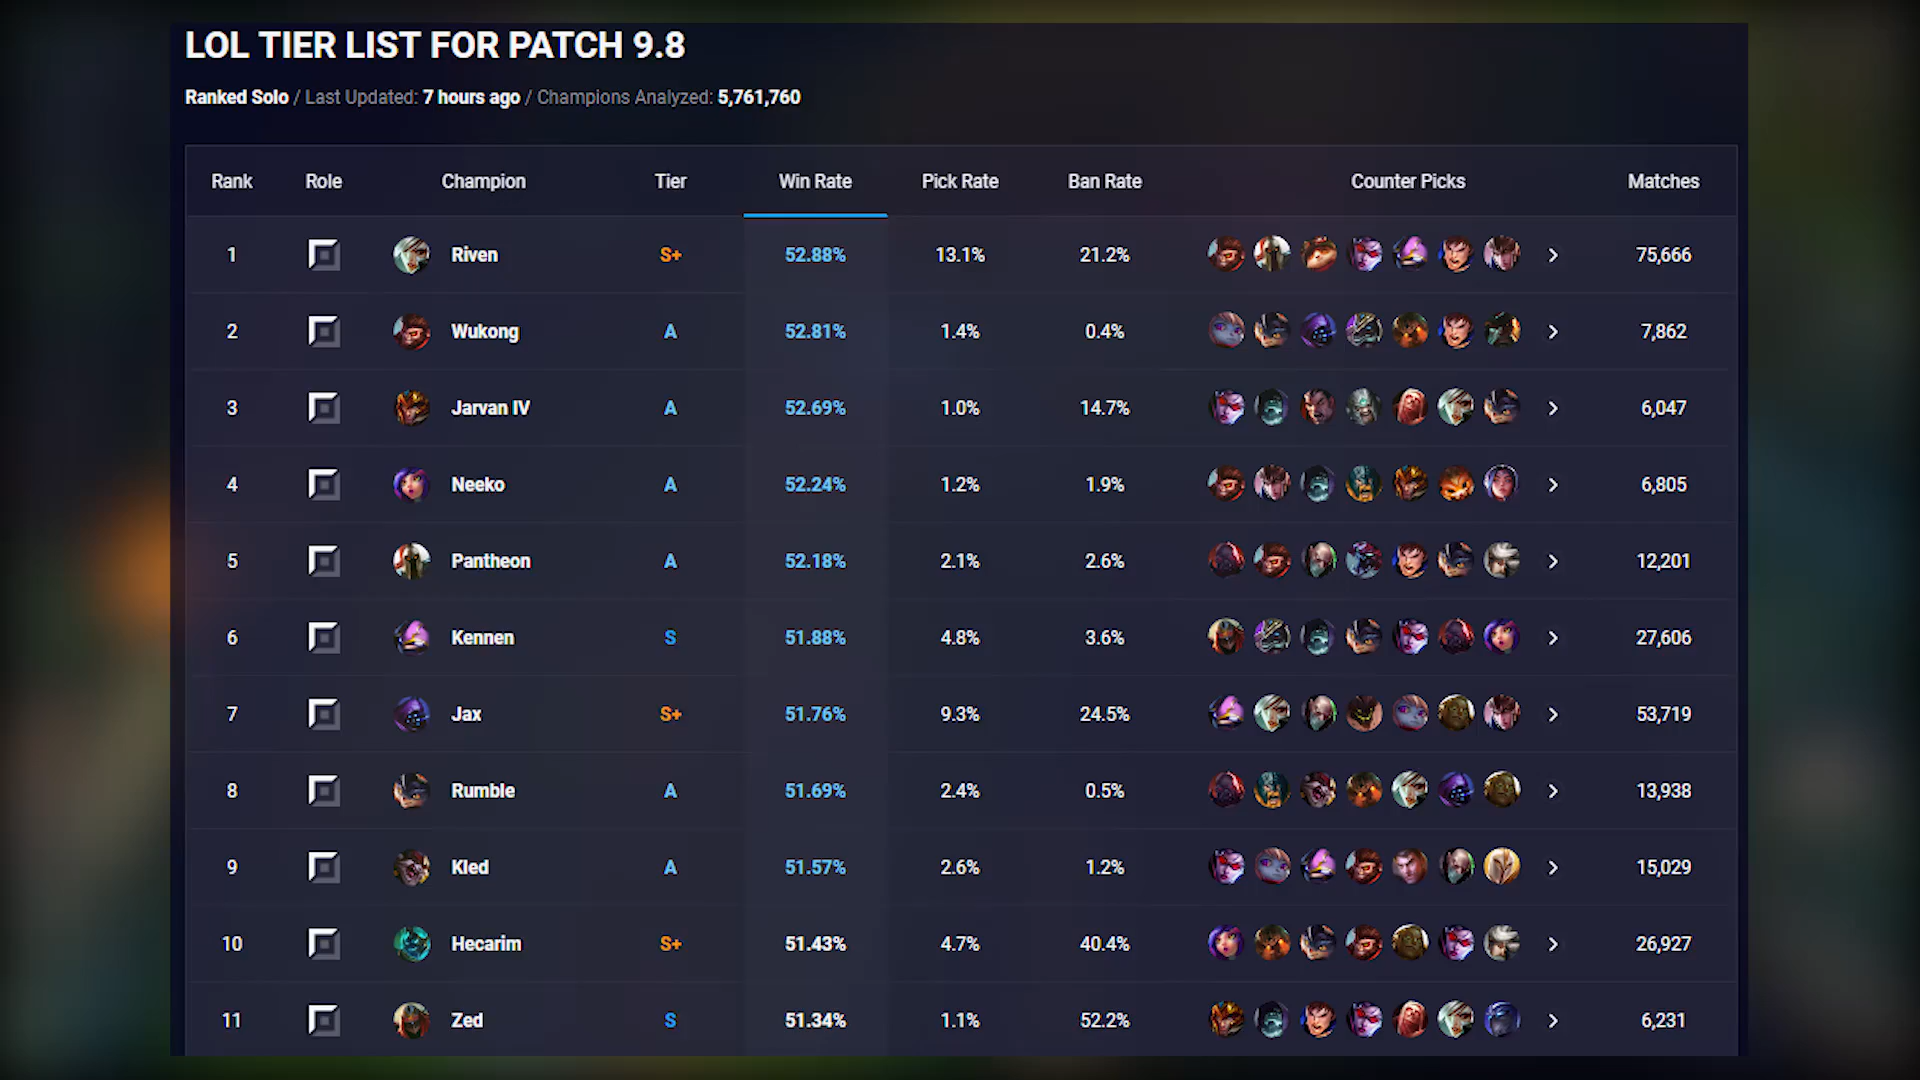 LOL TIER LIST FOR PATCH 9.8
Ranked Solo / Last Updated: 7 hours ago / Champions Analyzed: 5,761,760
Rank Role Champion Tier Win Rate Pick Rate Ban Rate Counter Picks Matches
1 Riven S+ 52.88% 13.1% 21.2% 75,666
2 Wukong A 52.81% 1.4% 0.4% 7,862
3 Jarvan IV A 52.69% 1.0% 14.7% 6,047
4 Neeko A 52.24% 1.2% 1.9% 6,805
5 Pantheon A 52.18% 2.1% 2.6% 12,201
6 Kennen S 51.88% 4.8% 3.6% 27,606
7 Jax S+ 51.76% 9.3% 24.5% 53,719
8 Rumble A 51.69% 2.4% 0.5% 13,938
9 Kled A 51.57% 2.6% 1.2% 15,029
10 Hecarim S+ 51.43% 4.7% 40.4% 26,927
11 Zed S 51.34% 1.1% 52.2% 6,231